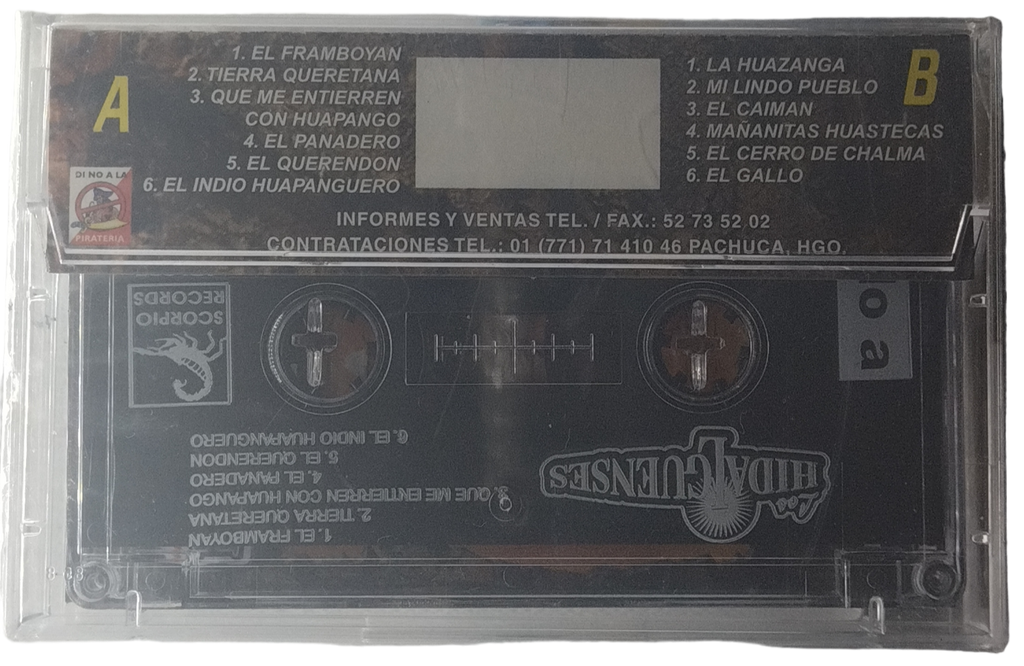 A
1. EL FRAMBOYAN
2. TIERRA QUERETANA
3. QUE ME ENTIERREN
CON HUAPANGO
4. EL PANADERO
5. EL QUERENDON
6. EL INDIO HUAPANGUERO
B
1. LA HUAZANGA
2. MI LINDO PUEBLO
3. EL CAIMAN
4. MAÑANITAS HUASTECAS
5. EL CERRO DE CHALMA
6. EL GALLO
DI NO A LA
PIRATERIA
INFORMES Y VENTAS TEL. / FAX.: 52 73 52 02
CONTRATACIONES TEL.: 01 (771) 71 410 46 PACHUCA, HGO.
lo a
SCORPIO
RECORDS
Los
HIDALGUENSES
1. EL FRAMBOYAN
2. TIERRA QUERETANA
3. QUE ME ENTIERREN CON HUAPANGO
4. EL PANADERO
5. EL QUERENDON
6. EL INDIO HUAPANGUERO